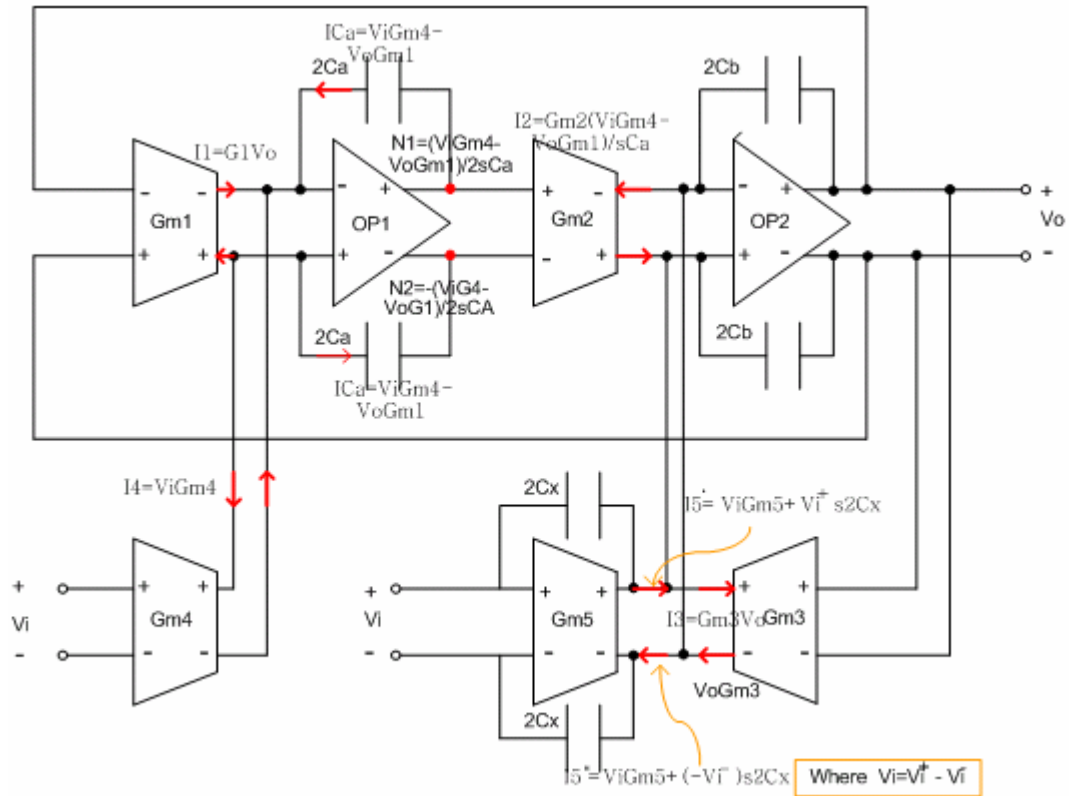 ICa=ViGm4-
VoGm1
2Ca
2Cb
I2=Gm2(ViGm4-
VoGm1)/sCa
N1=(ViGm4-
VoGm1)/2sCa
I1=G1Vo
- -
Gm1
+ +
- +
OP1
+ -
+ -
Gm2
- +
- +
OP2
+ -
+
Vo
-
N2=-(ViG4-
VoG1)/2sCA
2Ca
ICa=ViGm4-
VoGm1
2Cb
I4=ViGm4
2Cx
I5'= ViGm5+ Vi+ s2Cx
+
Vi
-
+ +
Gm4
- -
+
Vi
-
+ +
Gm5
- -
I3=Gm3Vo
+ +
Gm3
- -
VoGm3
2Cx
I5"=ViGm5+(-Vi-)s2Cx
Where Vi=Vi+ - Vi-